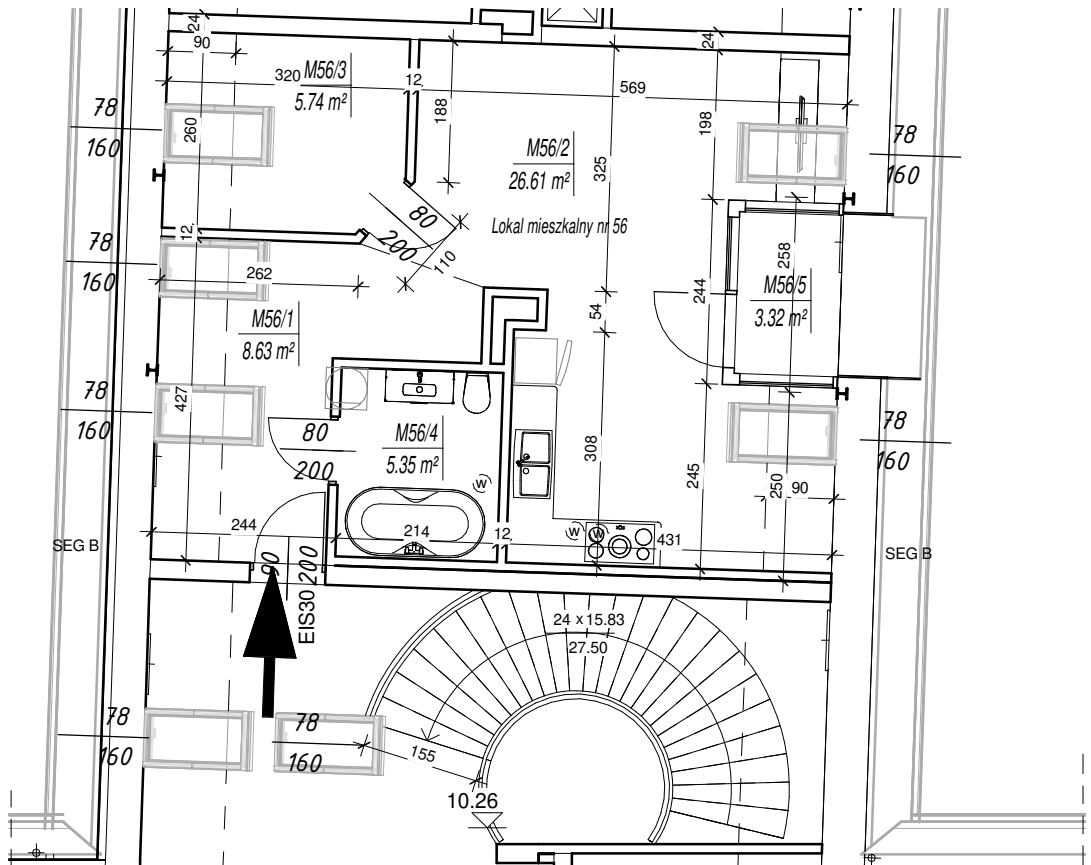 24
90
320
M56/3
5.74 m²
12
188
569
24
78
160
260
M56/2
26.61 m²
325
198
78
160
80
200
110
Lokal mieszkalny nr 56
12
78
160
262
258
244
M56/5
3.32 m²
M56/1
8.63 m²
54
427
78
160
80
200
M56/4
5.35 m²
W
308
245
250
90
78
160
SEG B
244
214
12
W
W
431
SEG B
90
200
EIS30
24 x 15.83
27.50
78
160
78
160
155
10.26